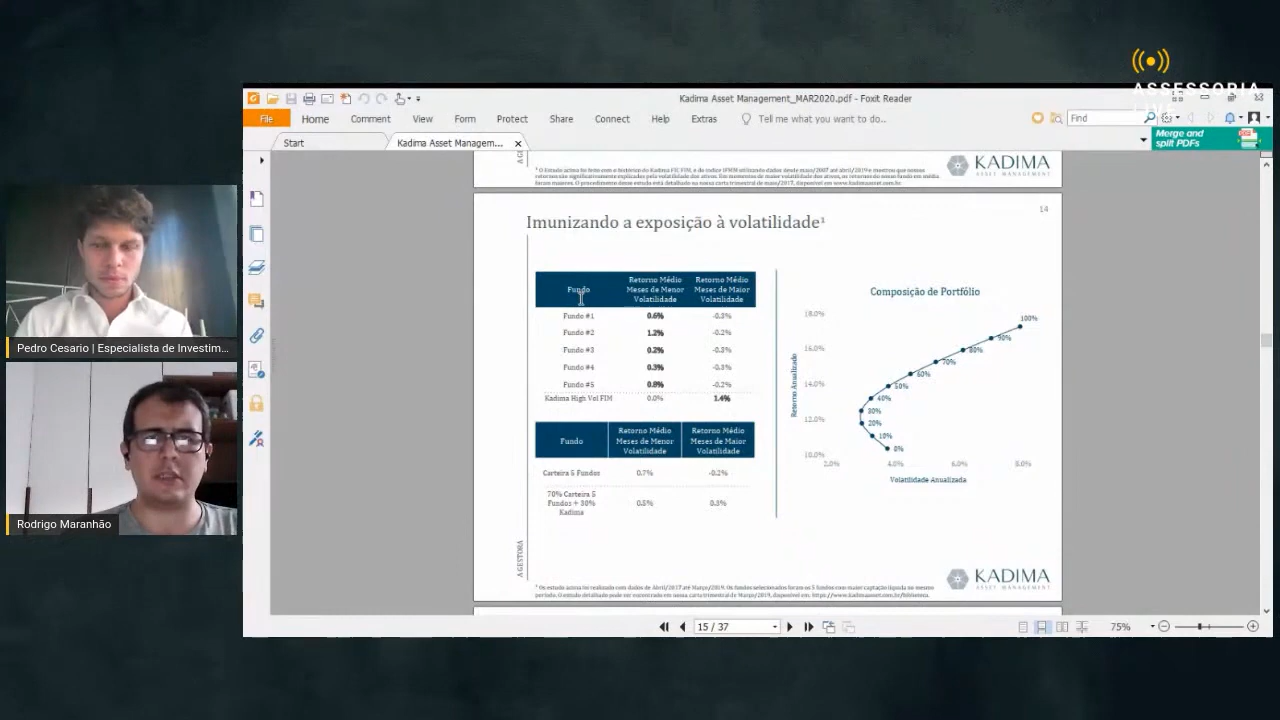 ASSESSORIA
LIVE
Kadima Asset Management_MAR2020.pdf - Foxit Reader
File
Home
Comment
View
Form
Protect
Share
Connect
Help
Extras
Tell me what you want to do..
Find
Start
Kadima Asset Managem...
Merge and
split PDFs
KADIMA
ASSET MANAGEMENT
14
Imunizando a exposição à volatilidade¹
Fundo
Retorno Médio
Meses de Menor
Volatilidade
Retorno Médio
Meses de Maior
Volatilidade
Fundo #1 0.6% -0.3%
Fundo #2 1.2% -0.2%
Fundo #3 0.2% -0.3%
Fundo #4 0.3% -0.3%
Fundo #5 0.8% -0.2%
Kadima High Vol FIM 0.0% 1.4%
Fundo
Retorno Médio
Meses de Menor
Volatilidade
Retorno Médio
Meses de Maior
Volatilidade
Carteira 5 Fundos 0.7% -0.2%
70% Carteira 5
Fundos + 30%
Kadima
0.5% 0.3%
Composição de Portfólio
Retorno Anualizado
18.0%
16.0%
14.0%
12.0%
10.0%
100%
90%
80%
70%
60%
50%
40%
30%
20%
10%
0%
2.0% 4.0% 6.0% 8.0%
Volatilidade Anualizada
A GESTORA
KADIMA
ASSET MANAGEMENT
15 / 37
75%
Pedro Cesario | Especialista de Investim...
Rodrigo Maranhão